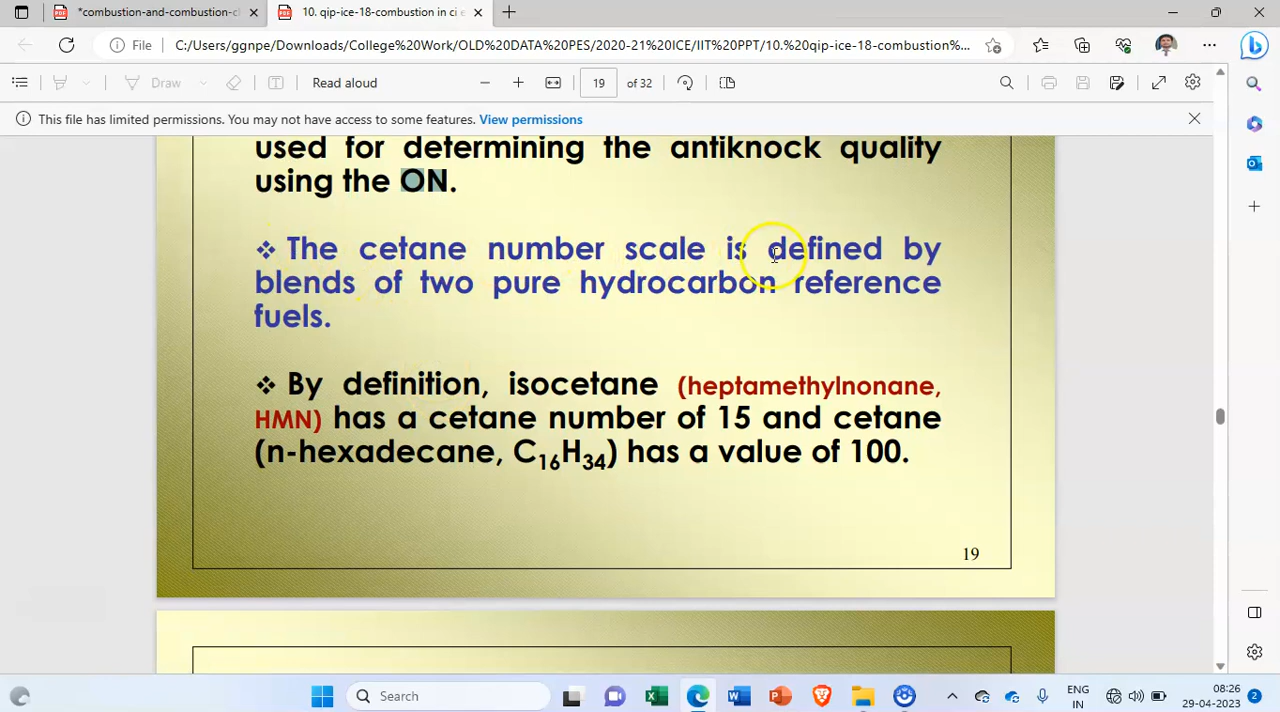 *combustion-and-combustion-cl
10. qip-ice-18-combustion in ci e
File
C:/Users/ggnpe/Downloads/College%20Work/OLD%20DATA%20PES/2020-21%20ICE/IIT%20PPT/10.%20qip-ice-18-combustion%...
Draw
Read aloud
19
of 32
This file has limited permissions. You may not have access to some features. View permissions
used for determining the antiknock quality
using the ON.
❖ The cetane number scale is defined by
blends of two pure hydrocarbon reference
fuels.
❖ By definition, isocetane (heptamethylnonane,
HMN) has a cetane number of 15 and cetane
(n-hexadecane, C₁₆H₃₄) has a value of 100.
19
Search
ENG
IN
08:26
29-04-2023
2